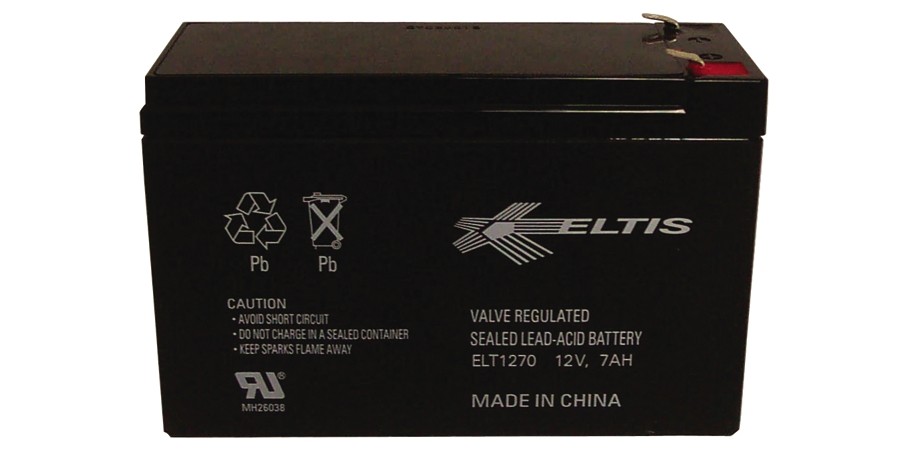 ELTIS
Pb
Pb
CAUTION
• AVOID SHORT CIRCUIT
• DO NOT CHARGE IN A SEALED CONTAINER
• KEEP SPARKS FLAME AWAY
RU®
MH26038
VALVE REGULATED
SEALED LEAD-ACID BATTERY
ELT1270 12V, 7AH
MADE IN CHINA